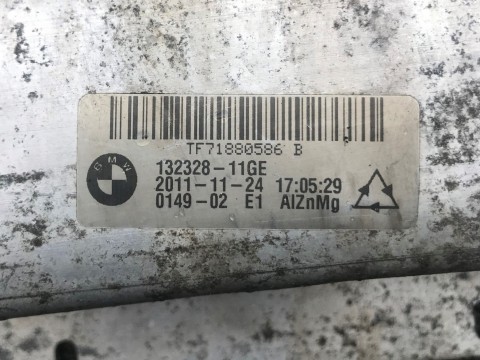 TF71880586 B
BMW
132328-11GE
2011-11-24 17:05:29
0149-02 E1 AlZnMg